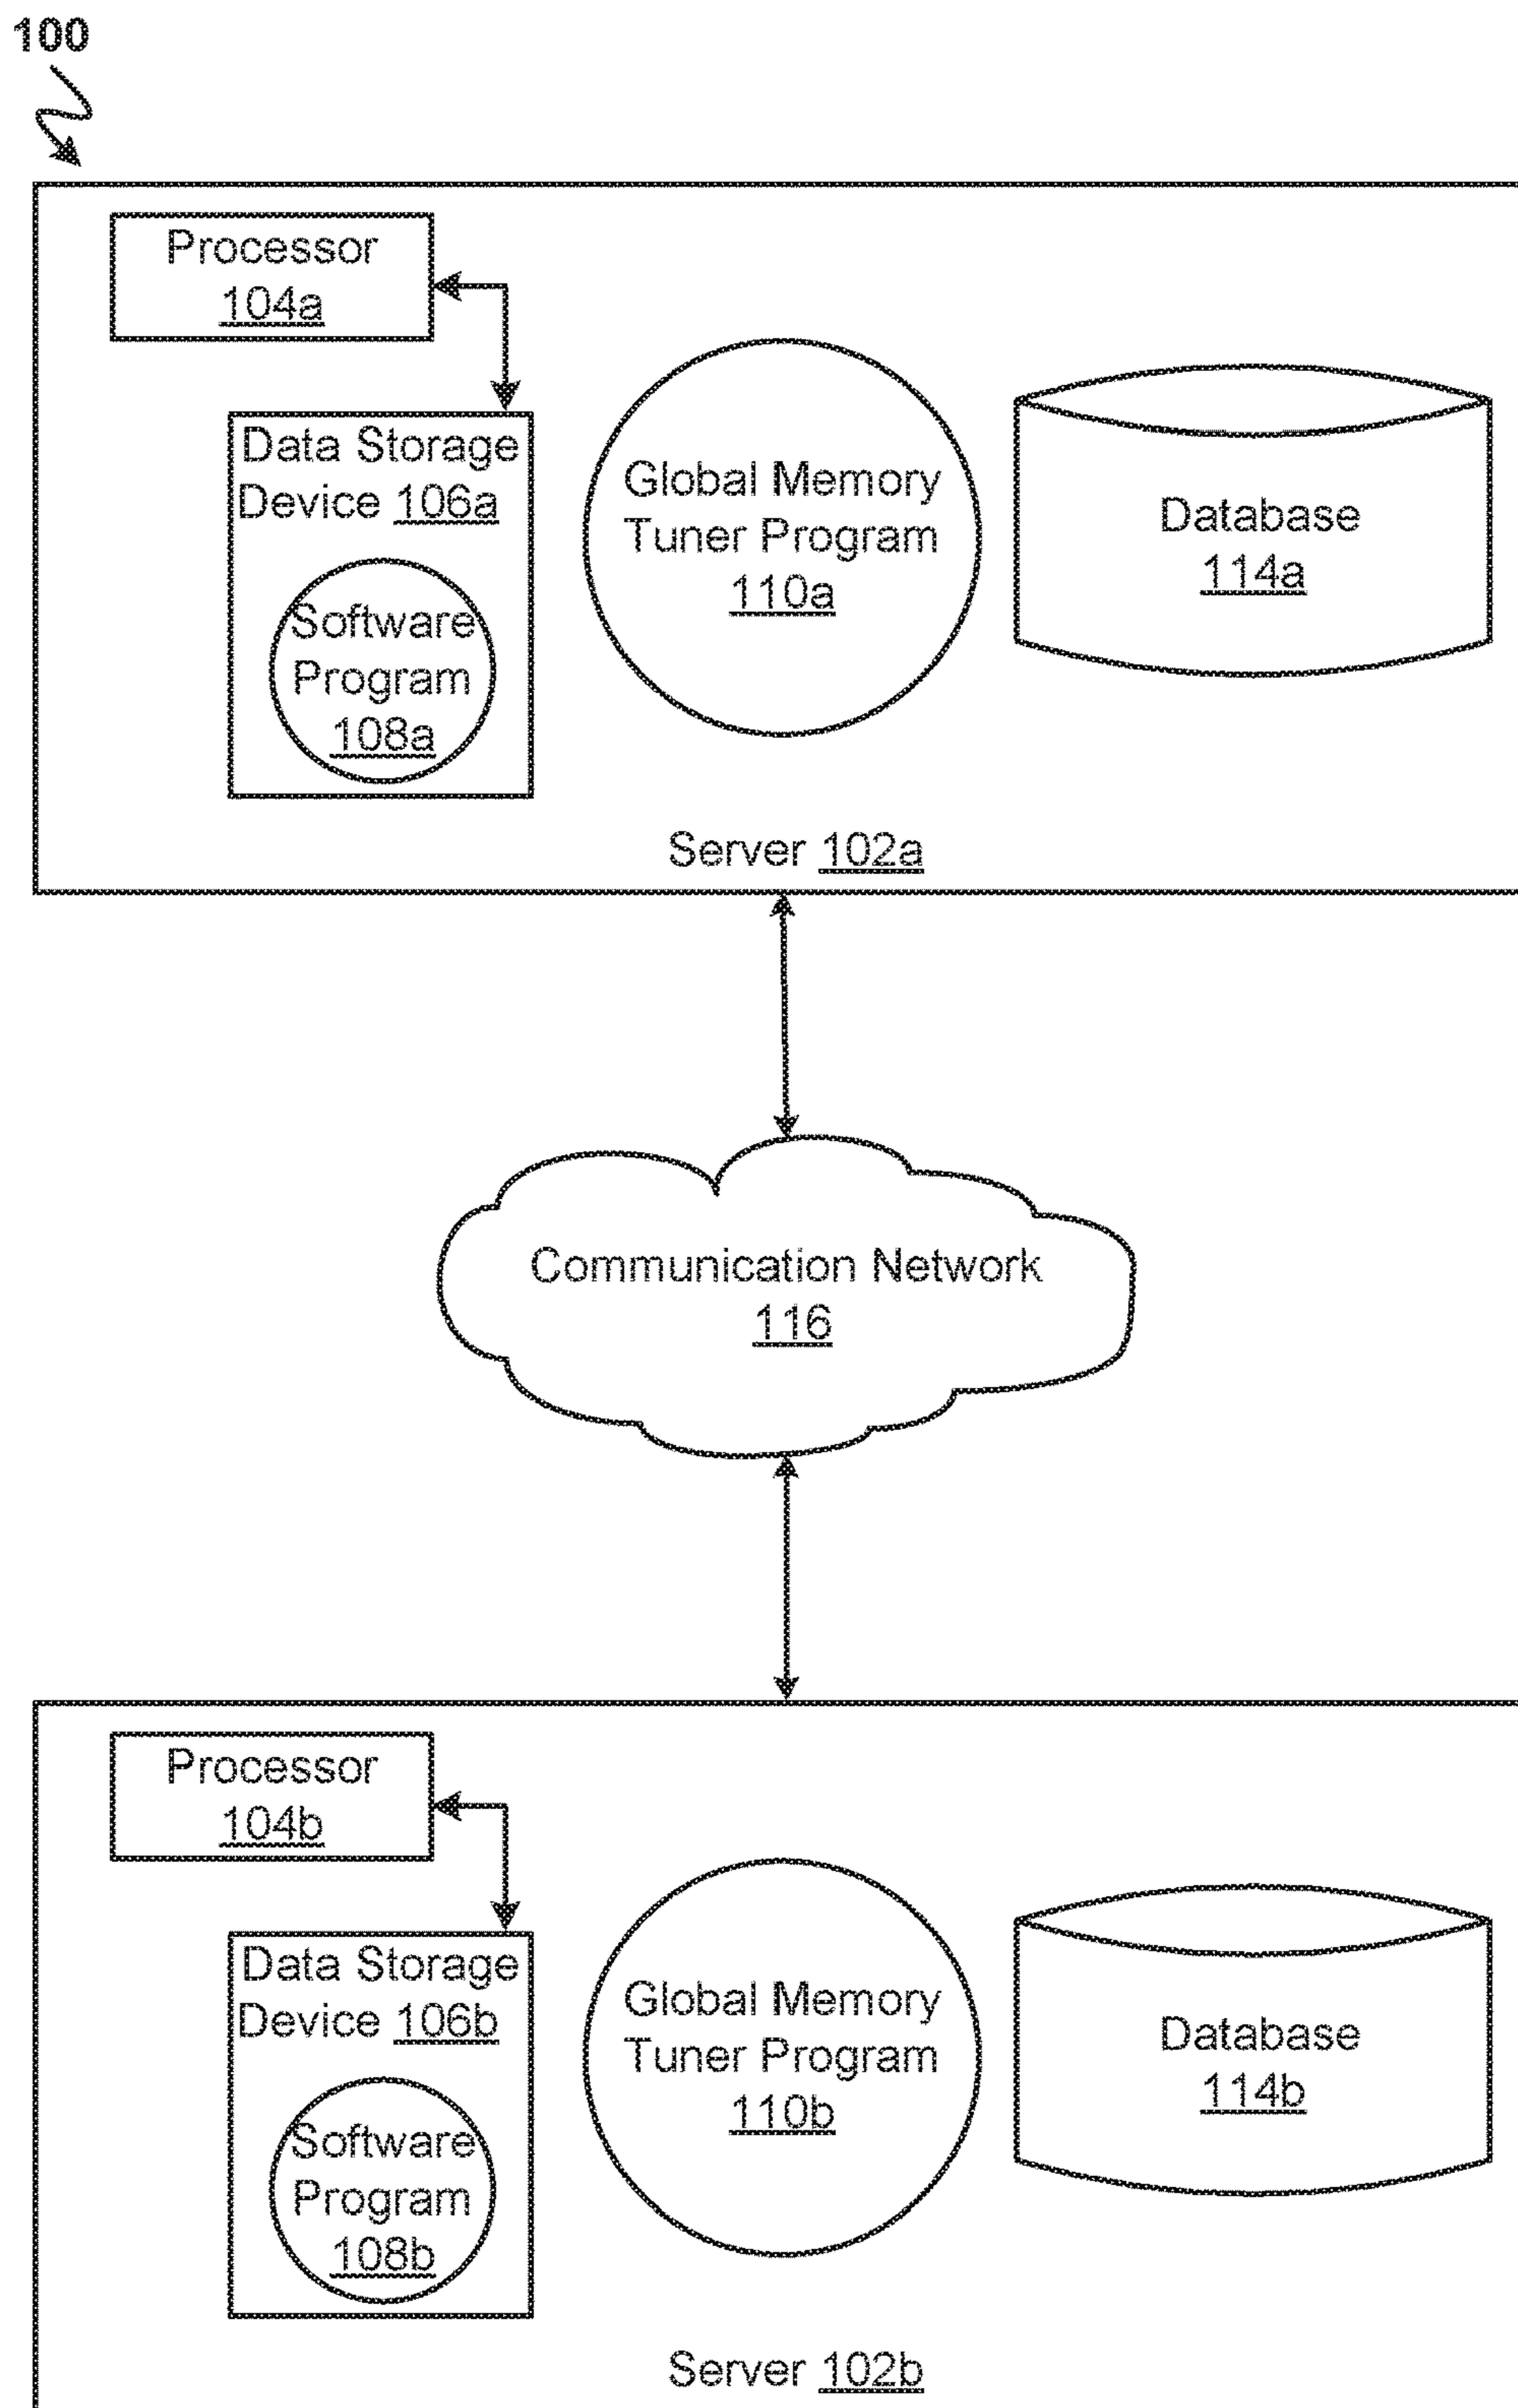 100
Processor
104a
Data Storage
Device 106a
Software
Program
108a
Global Memory
Tuner Program
110a
Database
114a
Server 102a
Communication Network
116
Processor
104b
Data Storage
Device 106b
Software
Program
108b
Global Memory
Tuner Program
110b
Database
114b
Server 102b